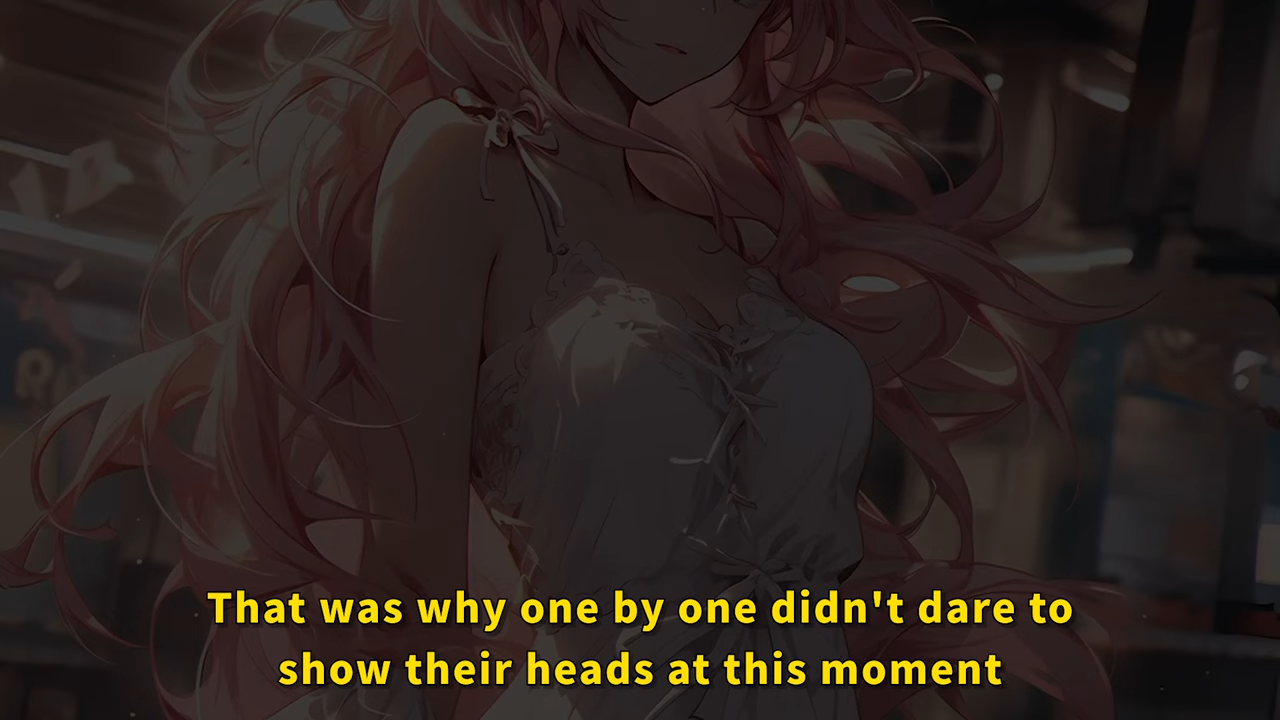 That was why one by one didn't dare to
show their heads at this moment